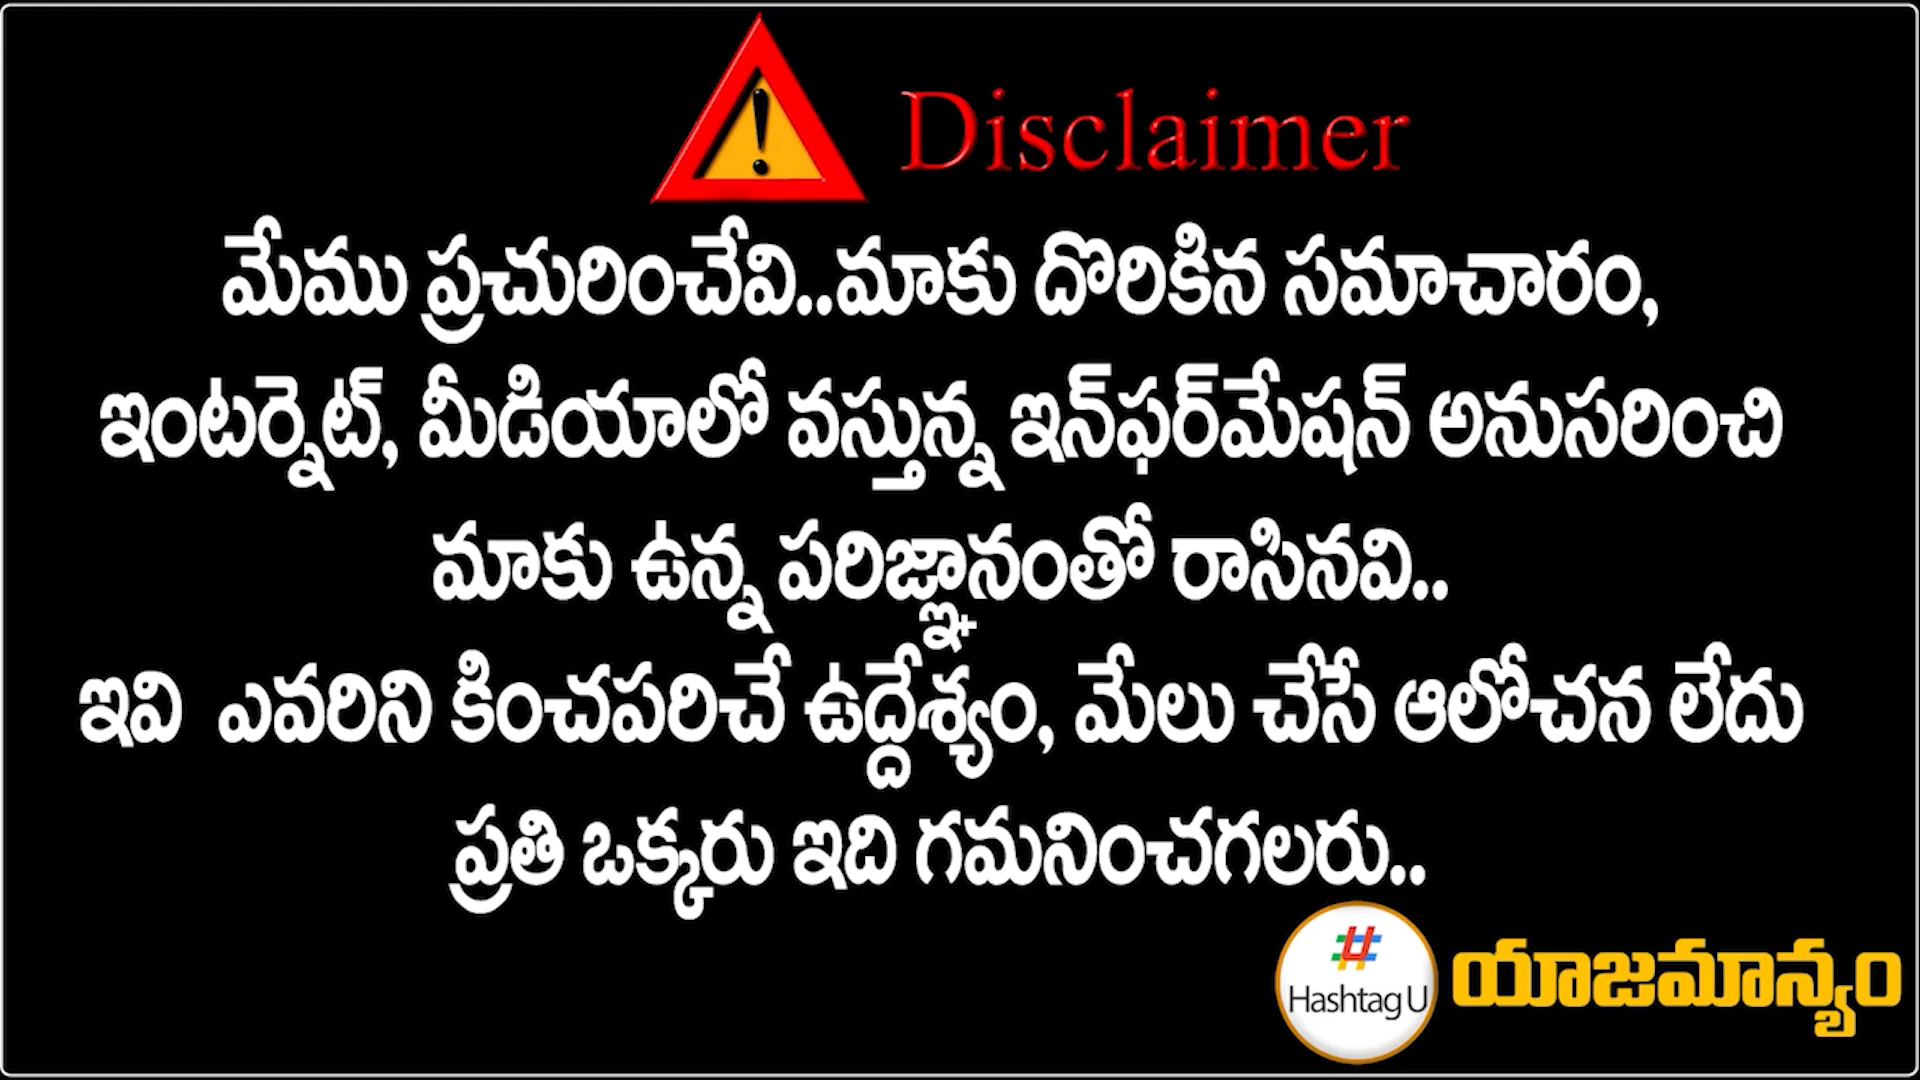 Disclaimer
మేము ప్రచురించేవి..మాకు దొరికిన సమాచారం,
ఇంటర్నెట్, మీడియాలో వస్తున్న ఇన్‌ఫర్‌మేషన్ అనుసరించి
మాకు ఉన్న పరిజ్ఞానంతో రాసినవి..
ఇవి ఎవరిని కించపరిచే ఉద్దేశ్యం, మేలు చేసే ఆలోచన లేదు
ప్రతి ఒక్కరు ఇది గమనించగలరు..
# Hashtag U యాజమాన్యం